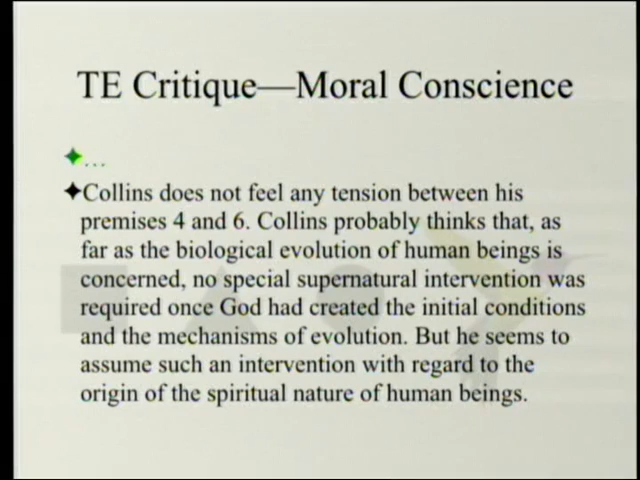 TE Critique—Moral Conscience
...
Collins does not feel any tension between his
premises 4 and 6. Collins probably thinks that, as
far as the biological evolution of human beings is
concerned, no special supernatural intervention was
required once God had created the initial conditions
and the mechanisms of evolution. But he seems to
assume such an intervention with regard to the
origin of the spiritual nature of human beings.